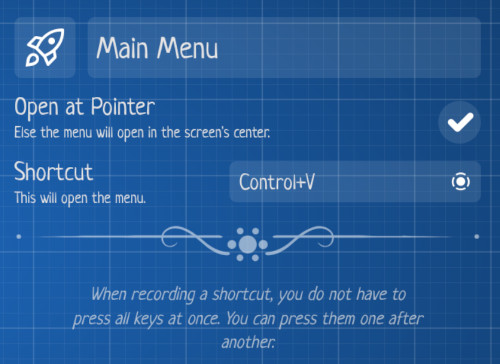 Main Menu
Open at Pointer
Else the menu will open in the screen's center.
Shortcut
This will open the menu.
Control+V
When recording a shortcut, you do not have to
press all keys at once. You can press them one after
another.